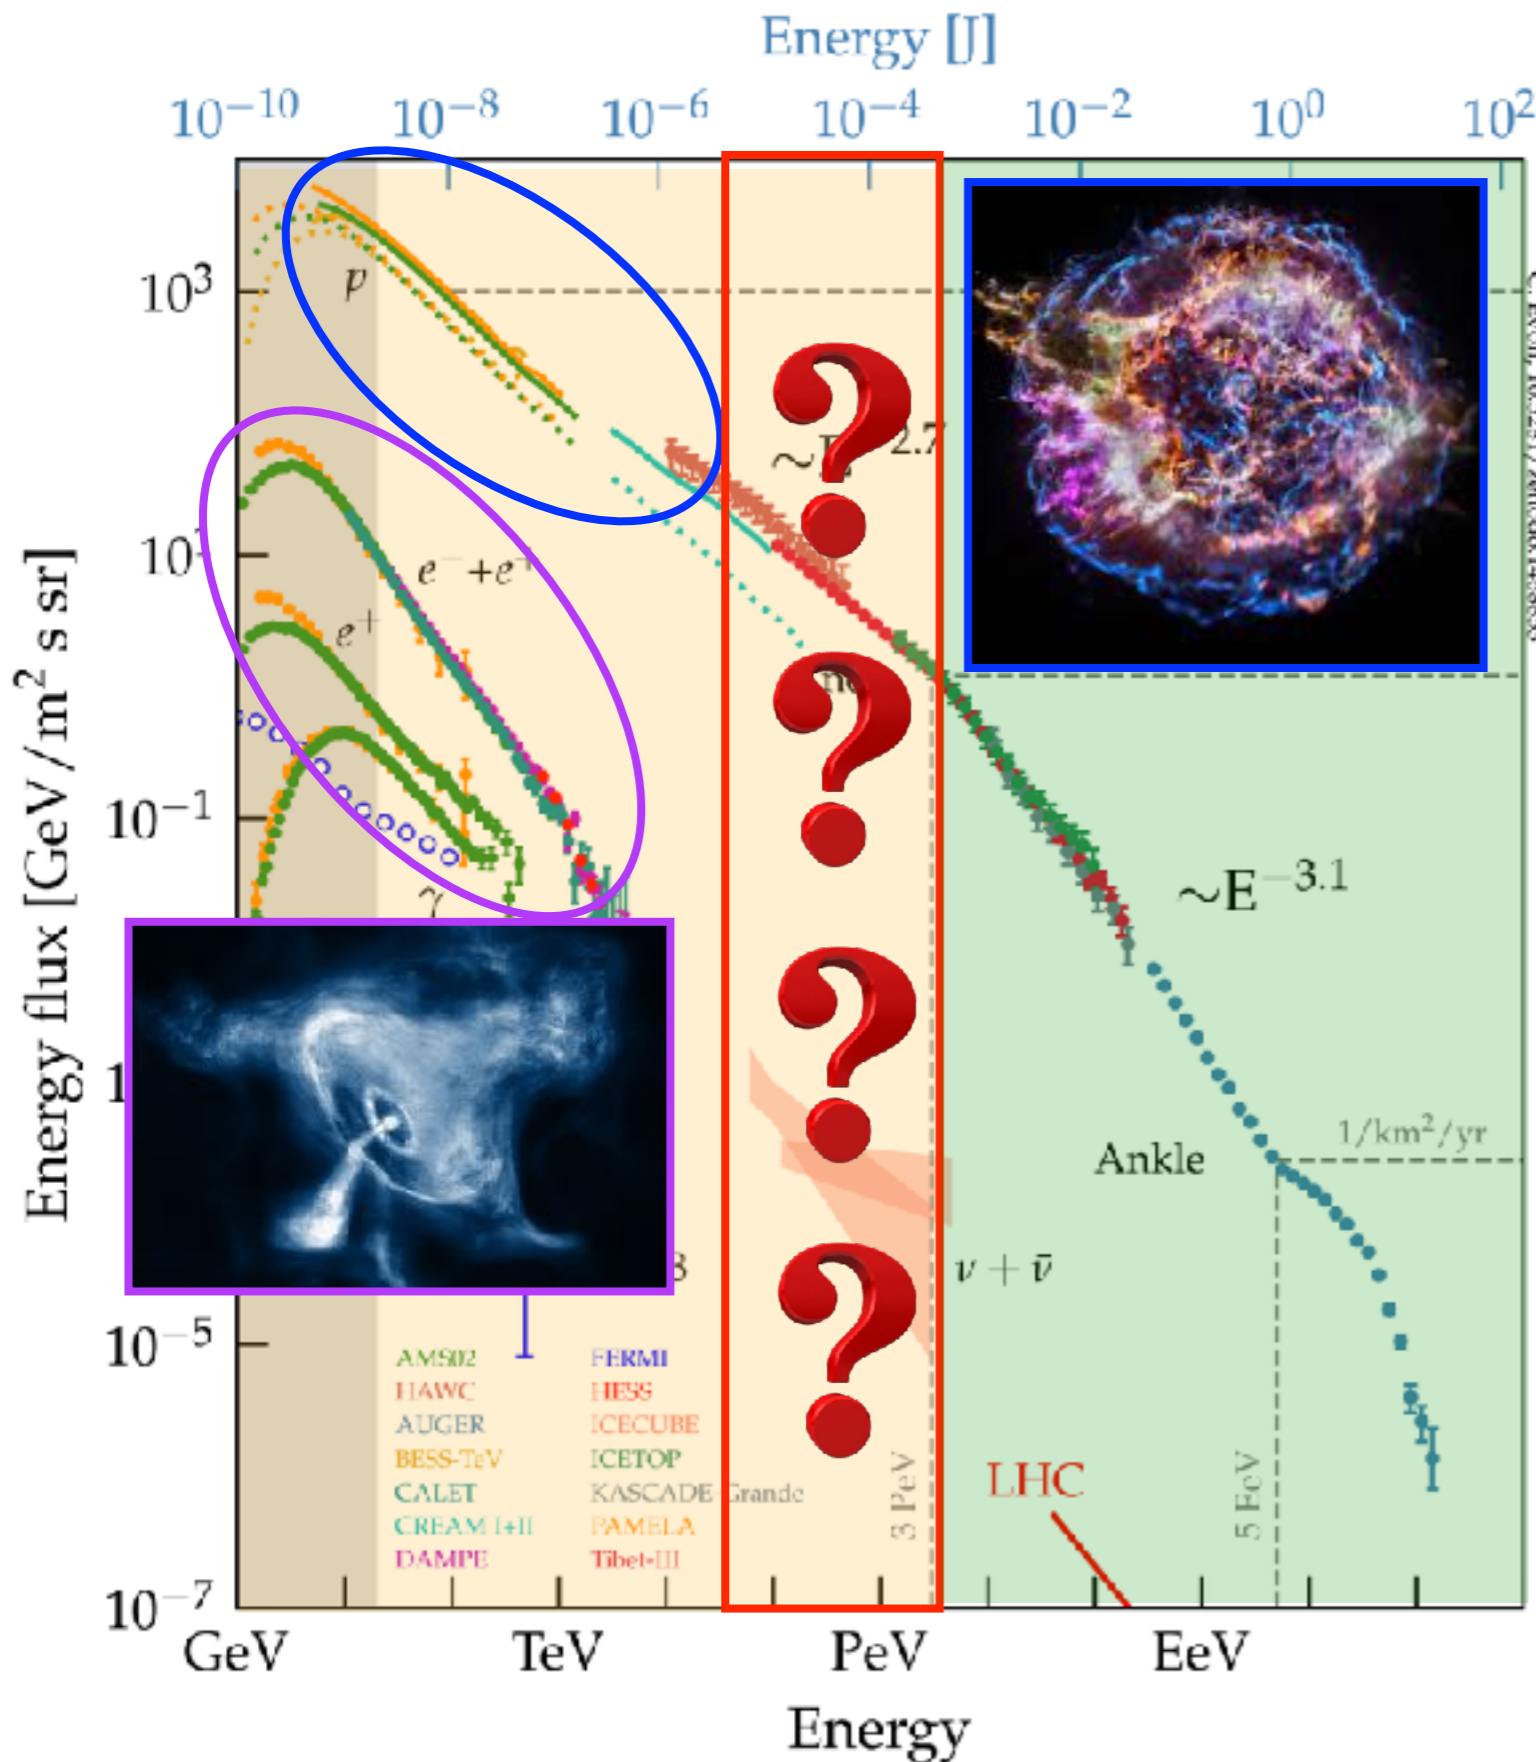 Energy [J]
10⁻¹⁰ 10⁻⁸ 10⁻⁶ 10⁻⁴ 10⁻² 10⁰ 10²
Energy flux [GeV/m² s sr]
10³
10⁻¹
10⁻⁵
10⁻⁷
p
e⁻+e
e⁺
γ
2.7
~E⁻³·¹
1/km²/yr
Ankle
ν + ν̄
3 PeV
5 EeV
LHC
AMS02 FERMI
HAWC HESS
AUGER ICECUBE
BESS-TeV ICETOP
CALET KASCADE-Grande
CREAM I+II PAMELA
DAMPE Tibet-III
? ? ? ?
GeV TeV PeV EeV
Energy